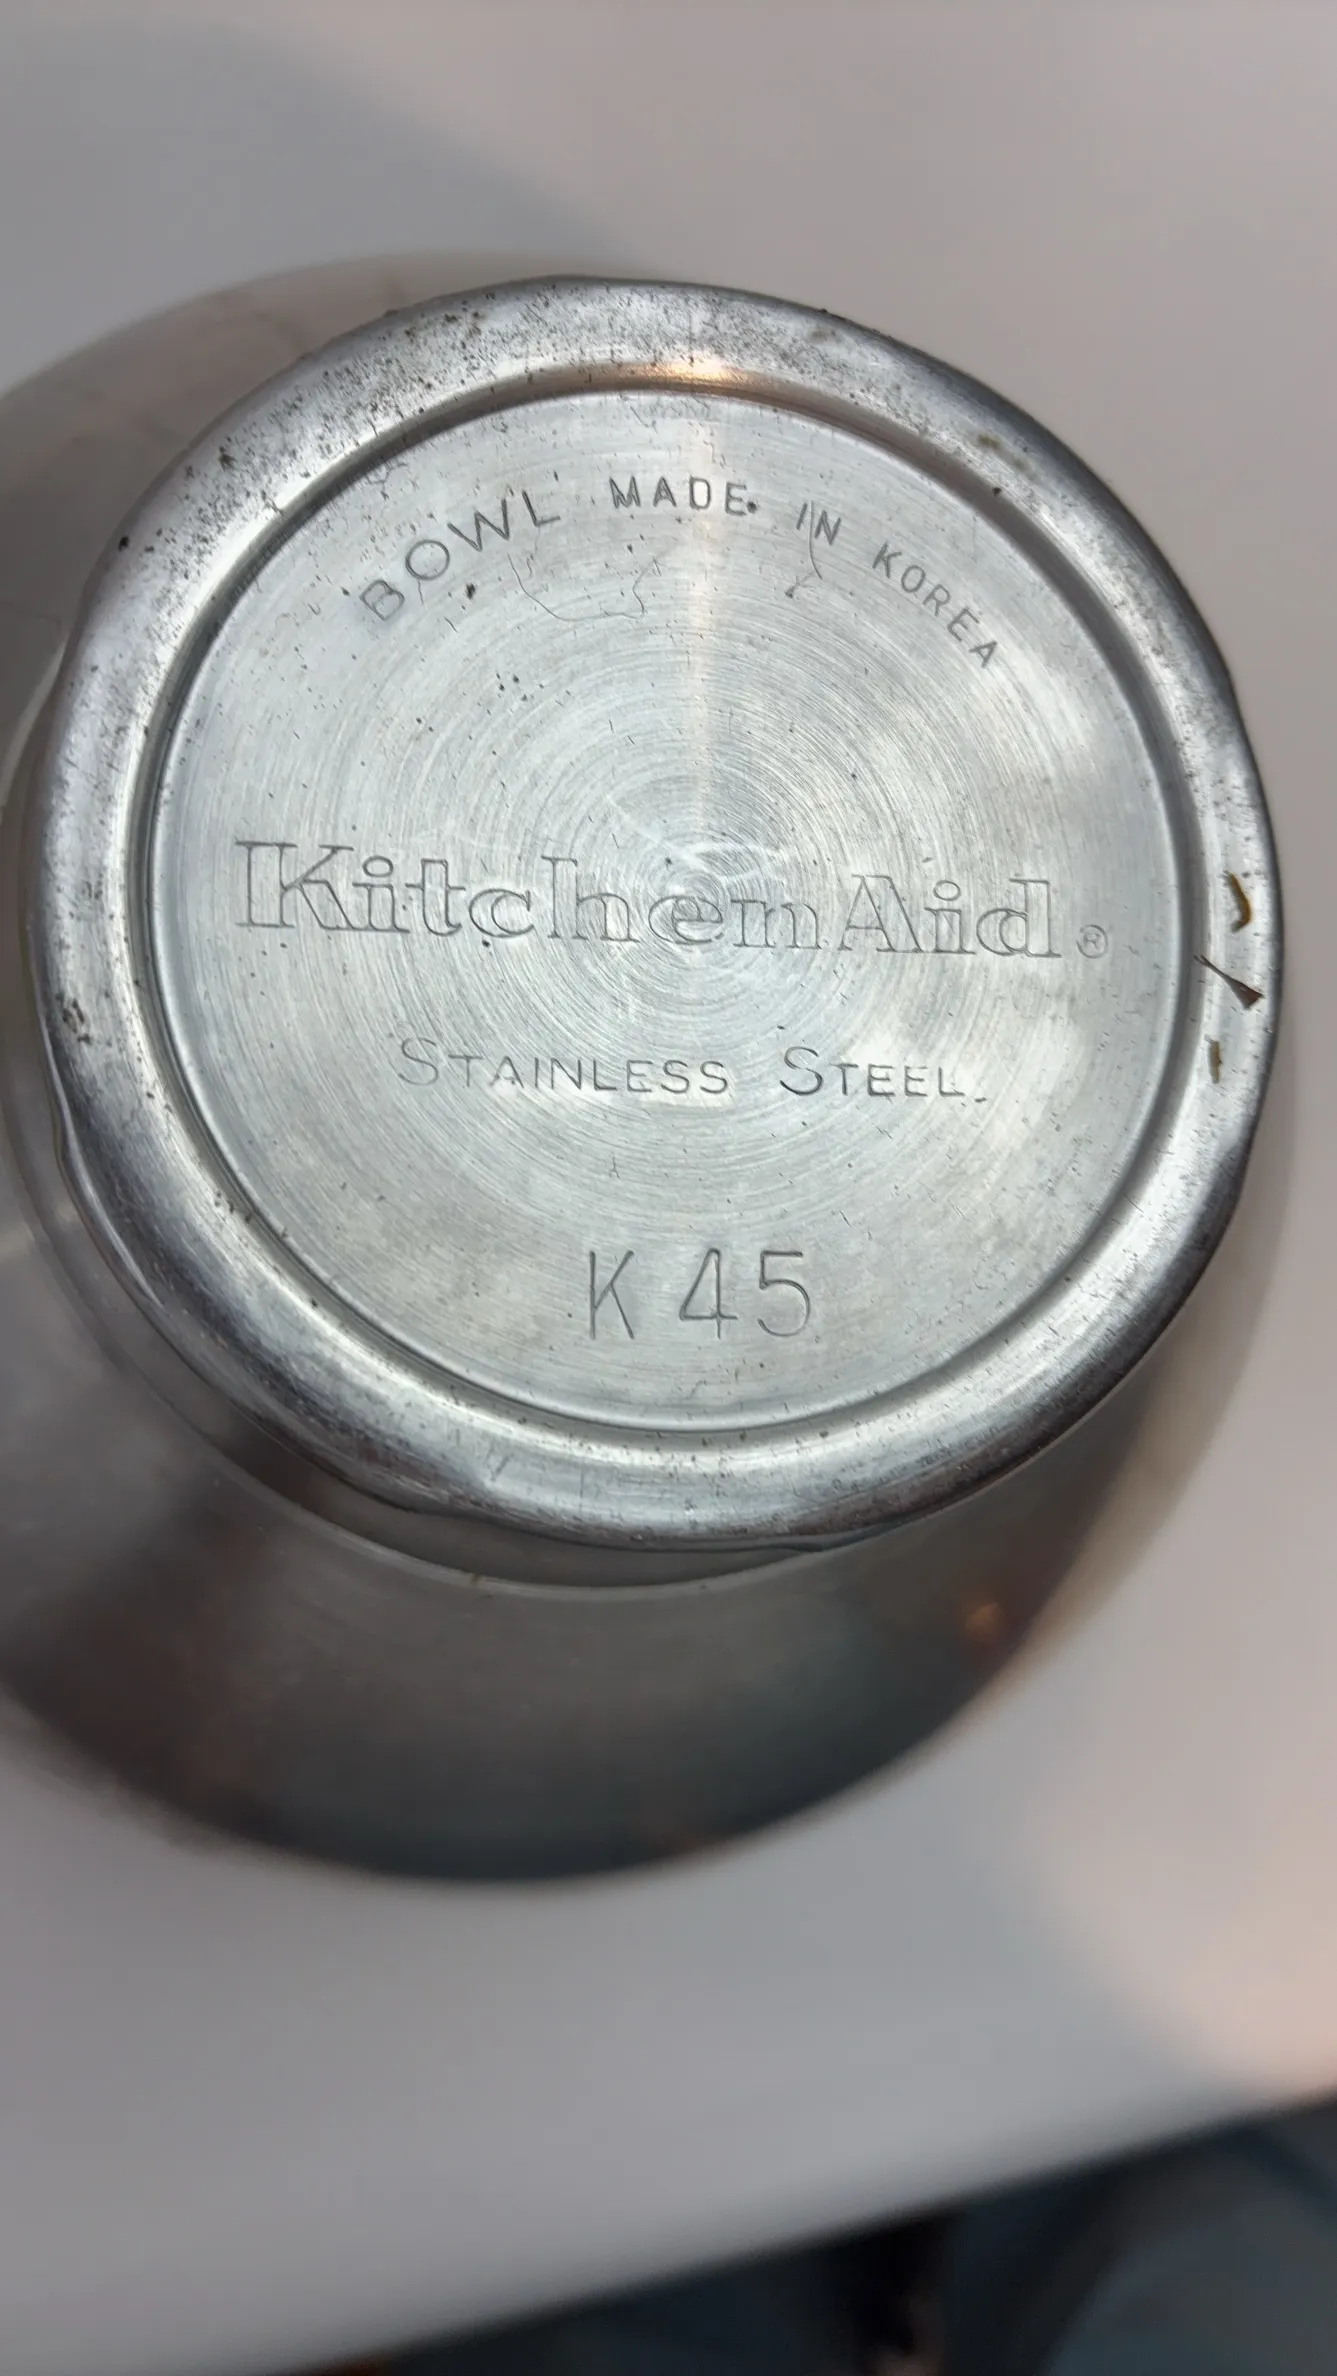 BOWL MADE IN KOREA
KitchenAid®
STAINLESS STEEL
K45